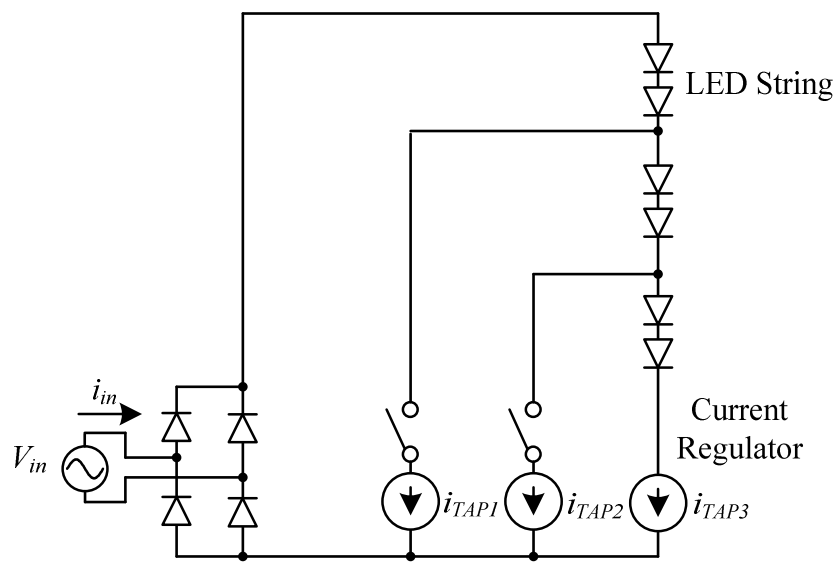 LED String
i_in
V_in
Current
Regulator
i_TAP1
i_TAP2
i_TAP3